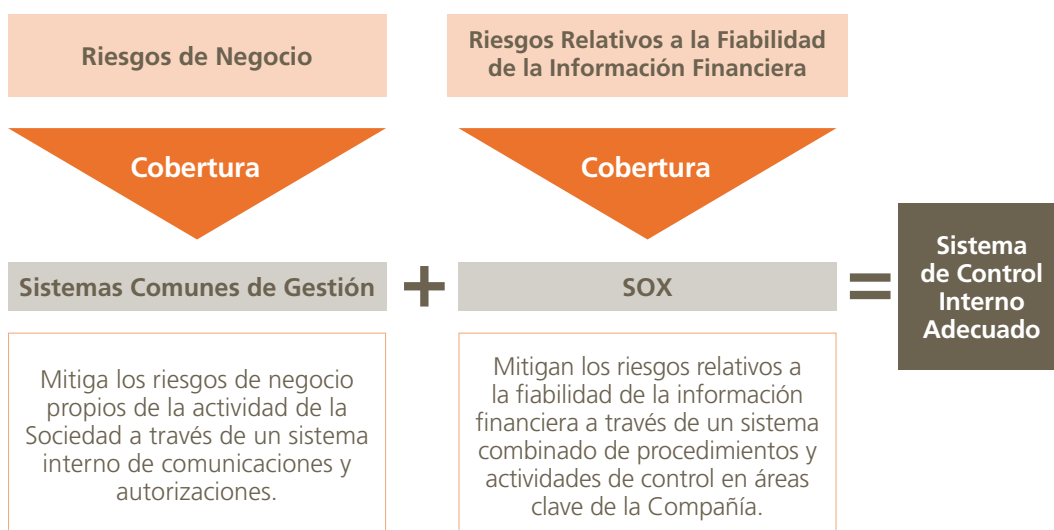 Riesgos de Negocio
Riesgos Relativos a la Fiabilidad
de la Información Financiera
Cobertura
Cobertura
Sistemas Comunes de Gestión
+
SOX
=
Sistema
de Control
Interno
Adecuado
Mitiga los riesgos de negocio
propios de la actividad de la
Sociedad a través de un sistema
interno de comunicaciones y
autorizaciones.
Mitigan los riesgos relativos a
la fiabilidad de la información
financiera a través de un sistema
combinado de procedimientos y
actividades de control en áreas
clave de la Compañía.